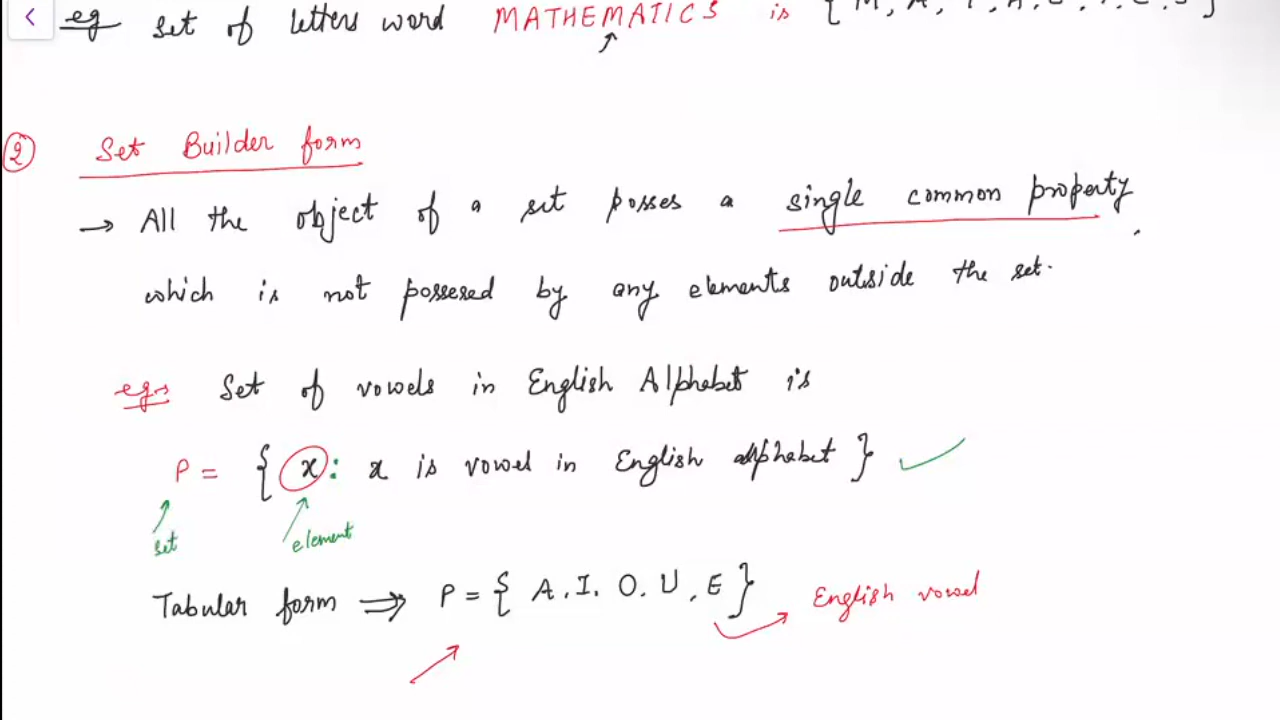 eg set of letters word MATHEMATICS is
② Set Builder form
→ All the object of a set posses a single common property
which is not possesed by any elements outside the set.
eg→ Set of vowels in English Alphabet is
P = { x : x is vowel in English alphabet }
set element
Tabular form ⇒ P = { A, I. O. U, E }
English vowel